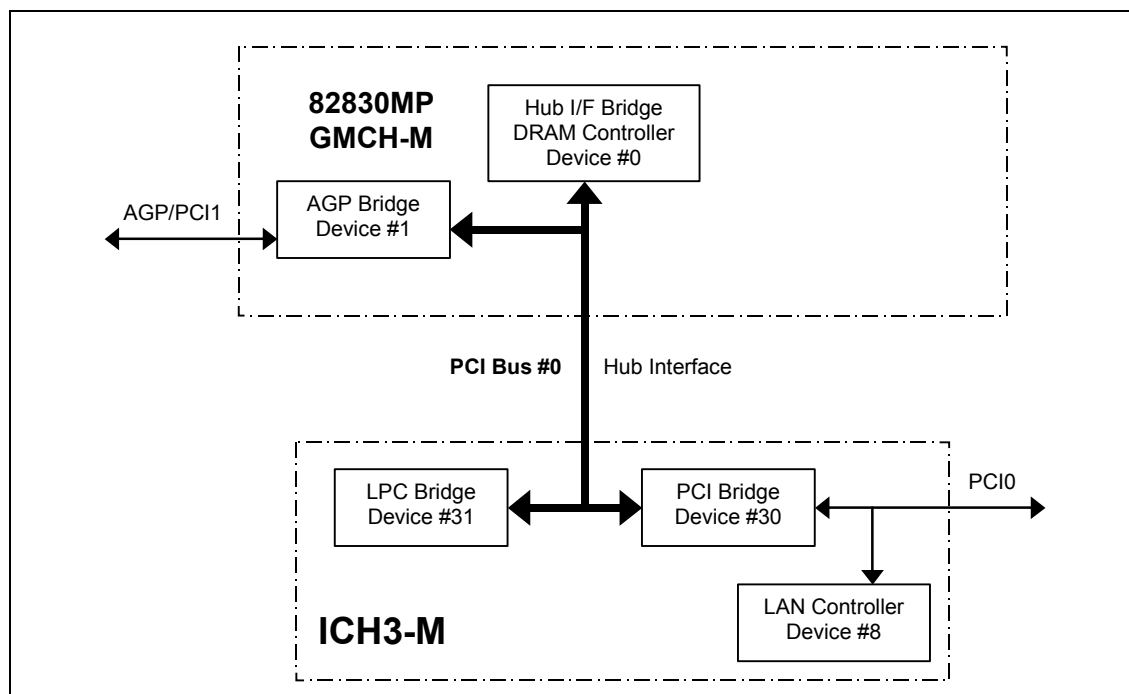 82830MP
GMCH-M
Hub I/F Bridge
DRAM Controller
Device #0
AGP/PCI1
AGP Bridge
Device #1
PCI Bus #0
Hub Interface
LPC Bridge
Device #31
PCI Bridge
Device #30
PCI0
LAN Controller
Device #8
ICH3-M